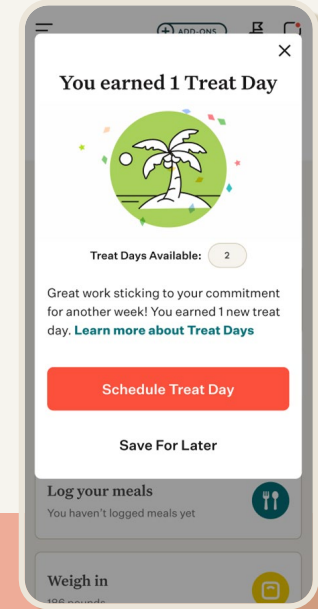 + ADD-ONS
You earned 1 Treat Day
Treat Days Available: 2
Great work sticking to your commitment
for another week! You earned 1 new treat
day. Learn more about Treat Days
Schedule Treat Day
Save For Later
Log your meals
You haven't logged meals yet
Weigh in
186 pounds